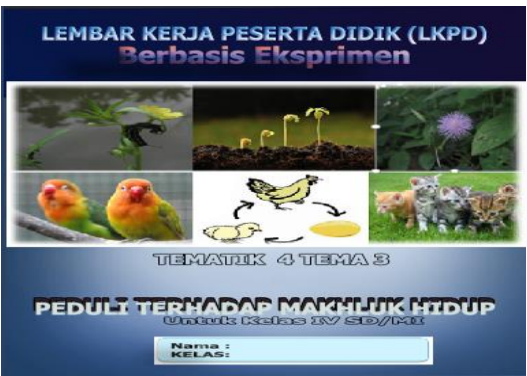 LEMBAR KERJA PESERTA DIDIK (LKPD)
Berbasis Eksprimen
TEMATIK 4 TEMA 3
PEDULI TERHADAP MAKHLUK HIDUP
Untuk Kelas IV SD/MI
Nama :
KELAS: